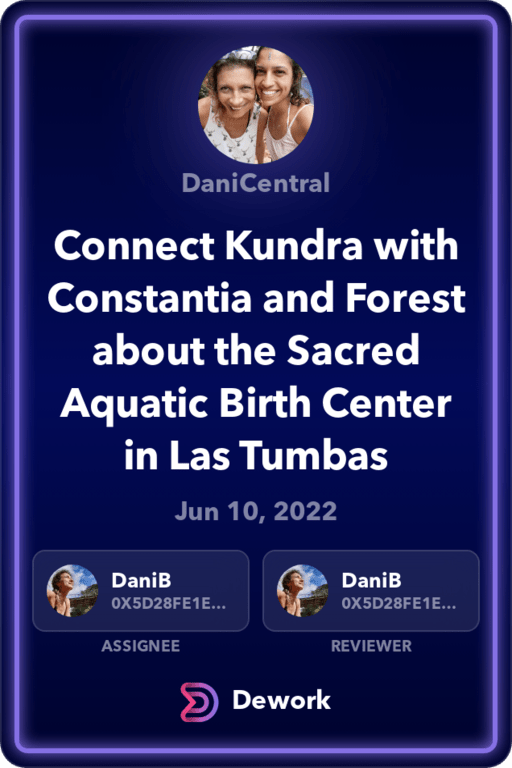 DaniCentral
Connect Kundra with
Constantia and Forest
about the Sacred
Aquatic Birth Center
in Las Tumbas
Jun 10, 2022
DaniB
0X5D28FE1E...
ASSIGNEE
DaniB
0X5D28FE1E...
REVIEWER
Dework